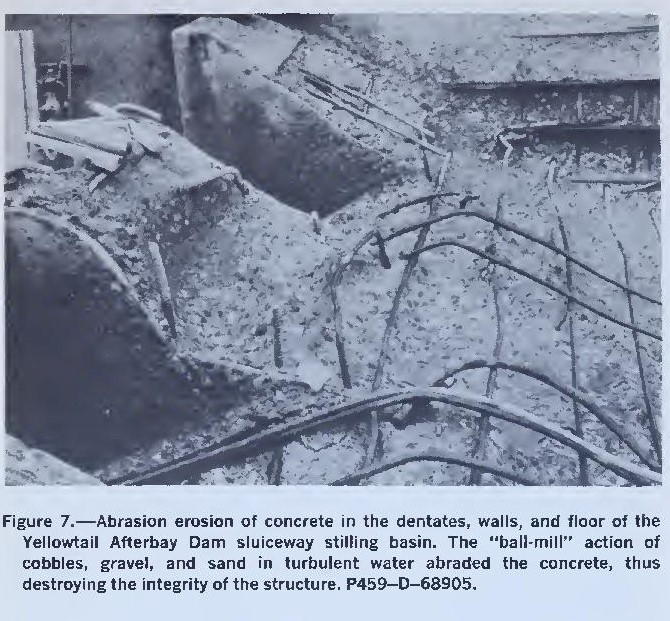 Figure 7.—Abrasion erosion of concrete in the dentates, walls, and floor of the
Yellowtail Afterbay Dam sluiceway stilling basin. The "ball-mill" action of
cobbles, gravel, and sand in turbulent water abraded the concrete, thus
destroying the integrity of the structure. P459—D—68905.